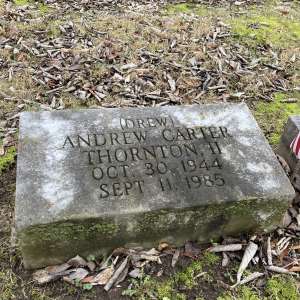 (DREW)
ANDREW CARTER
THORNTON II
OCT. 30, 1944
SEPT. 11, 1985